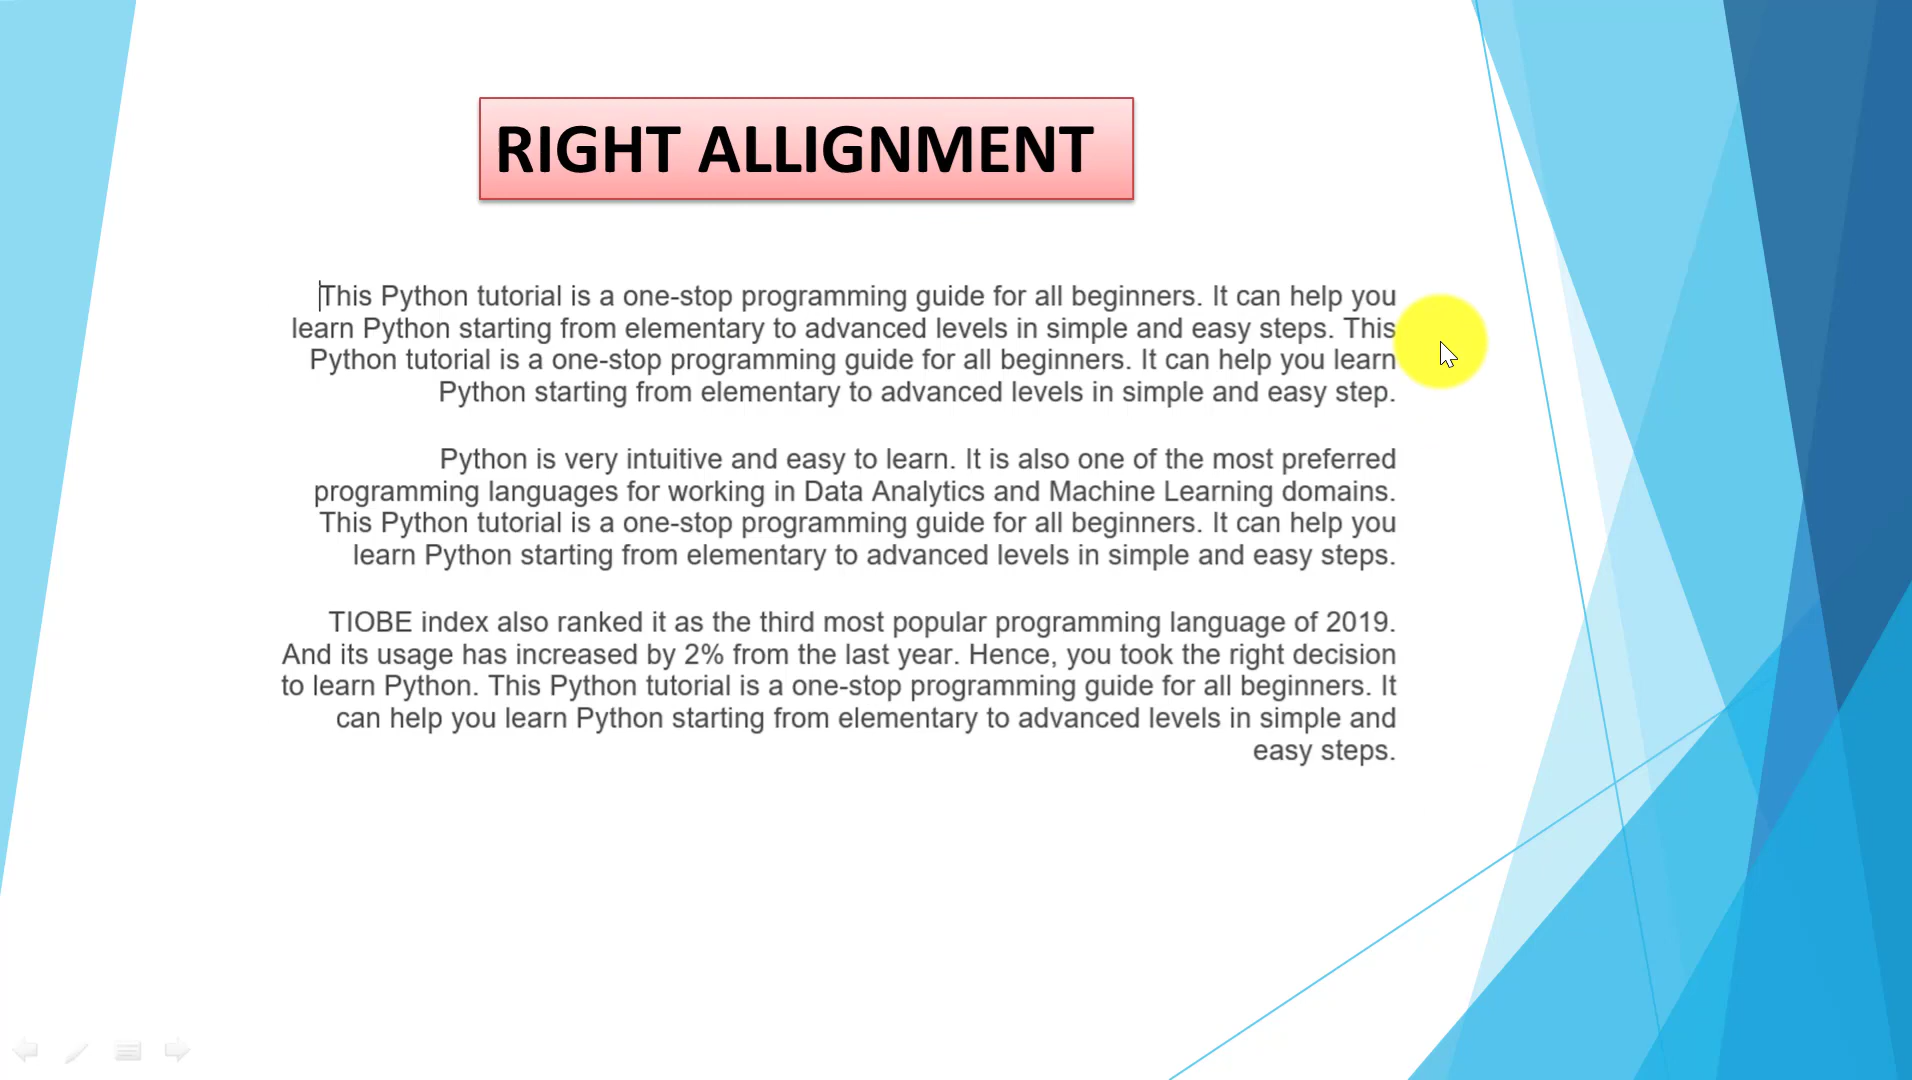 RIGHT ALLIGNMENT
This Python tutorial is a one-stop programming guide for all beginners. It can help you
learn Python starting from elementary to advanced levels in simple and easy steps. This
Python tutorial is a one-stop programming guide for all beginners. It can help you learn
Python starting from elementary to advanced levels in simple and easy step.
Python is very intuitive and easy to learn. It is also one of the most preferred
programming languages for working in Data Analytics and Machine Learning domains.
This Python tutorial is a one-stop programming guide for all beginners. It can help you
learn Python starting from elementary to advanced levels in simple and easy steps.
TIOBE index also ranked it as the third most popular programming language of 2019.
And its usage has increased by 2% from the last year. Hence, you took the right decision
to learn Python. This Python tutorial is a one-stop programming guide for all beginners. It
can help you learn Python starting from elementary to advanced levels in simple and
easy steps.